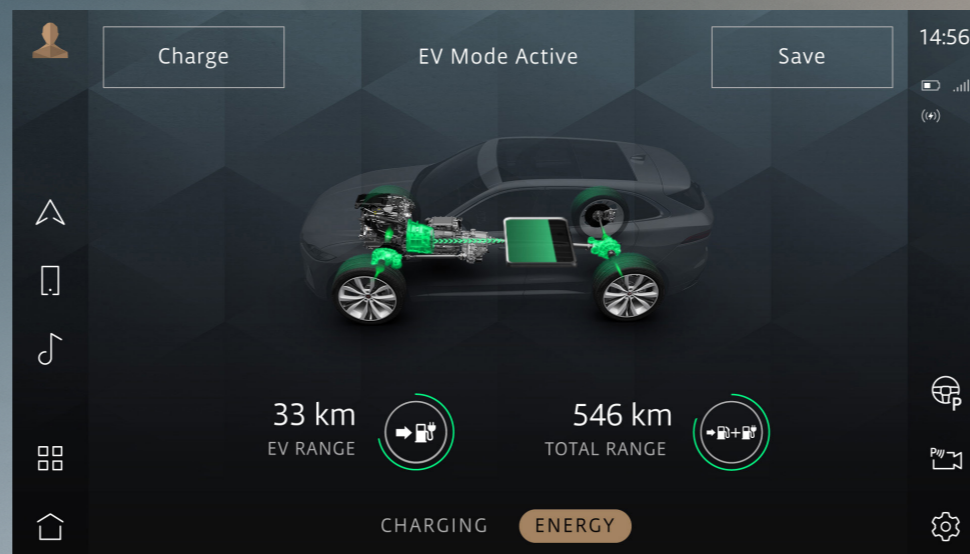 Charge
EV Mode Active
Save
14:56
33 km
EV RANGE
546 km
TOTAL RANGE
P
P
CHARGING
ENERGY